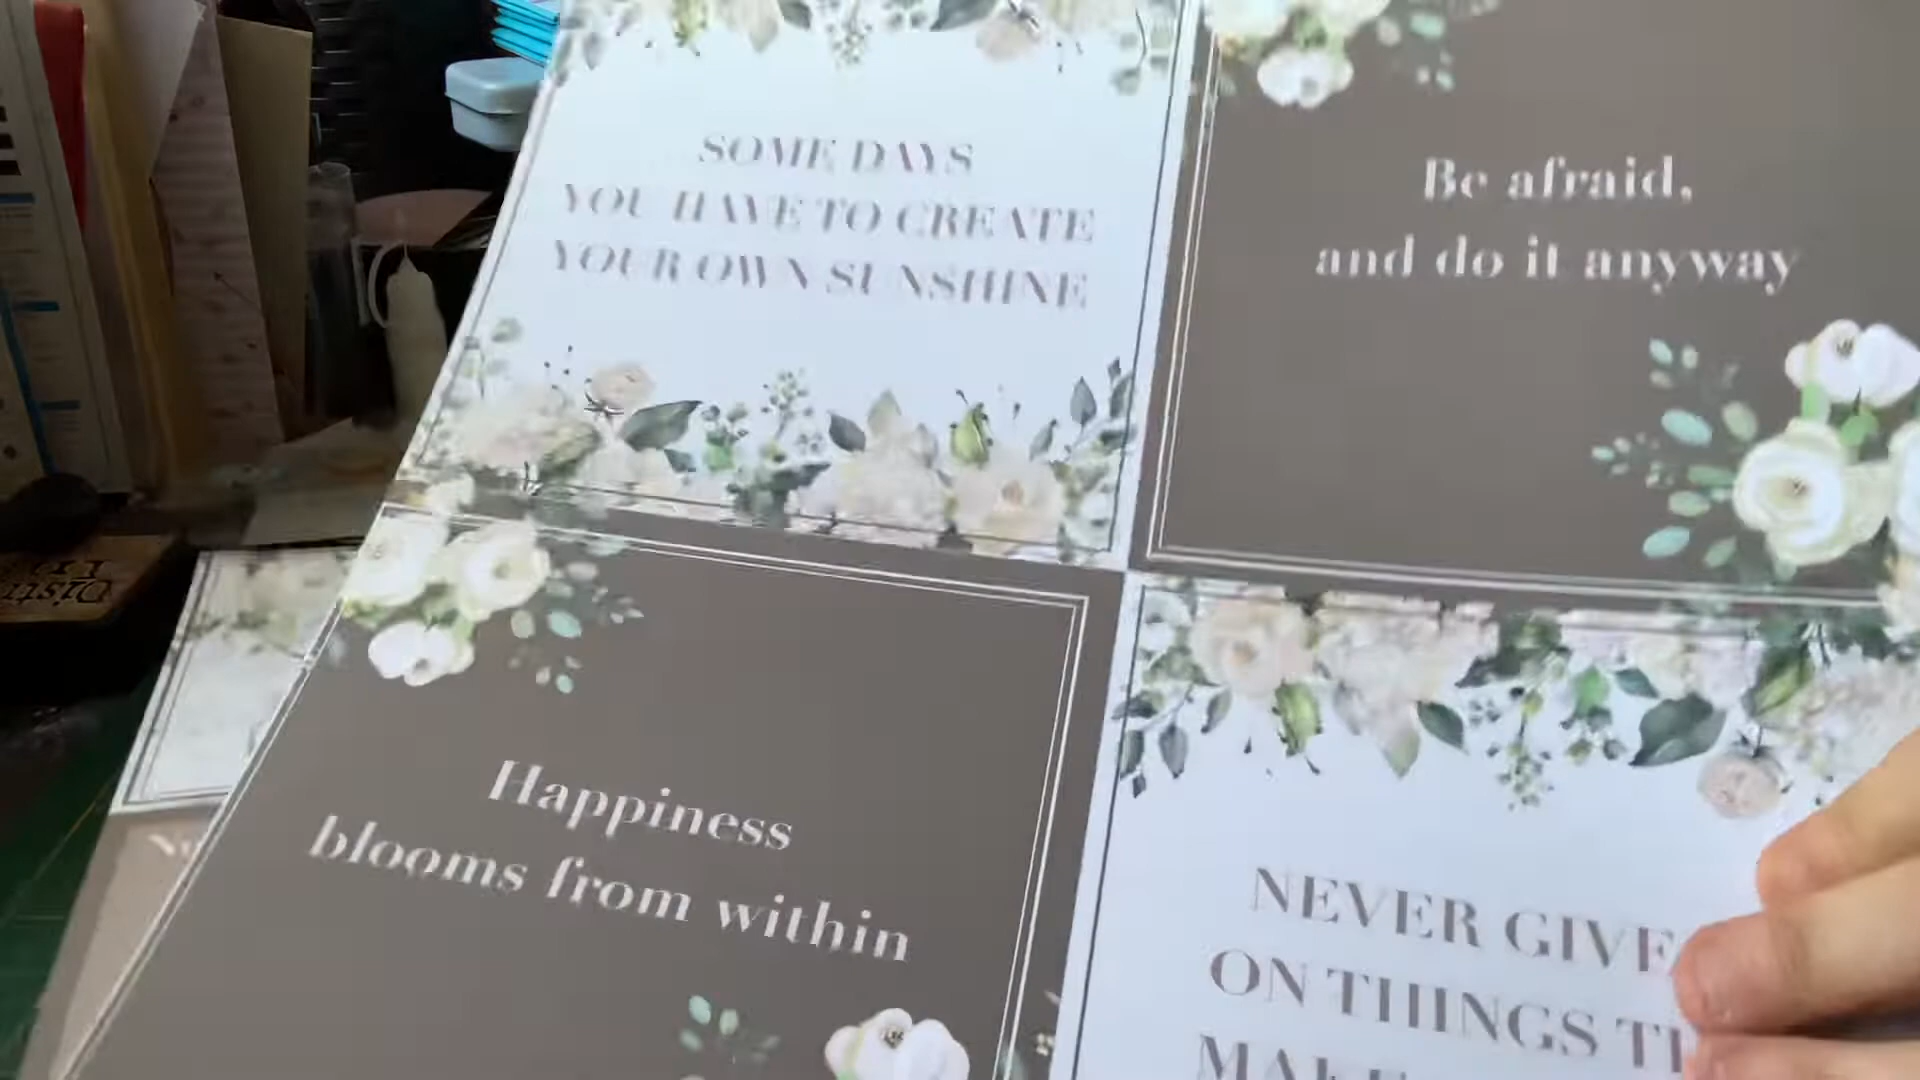 SOME DAYS
YOU HAVE TO CREATE
YOUR OWN SUNSHINE
Be afraid,
and do it anyway
Happiness
blooms from within
NEVER GIVE
ON THINGS